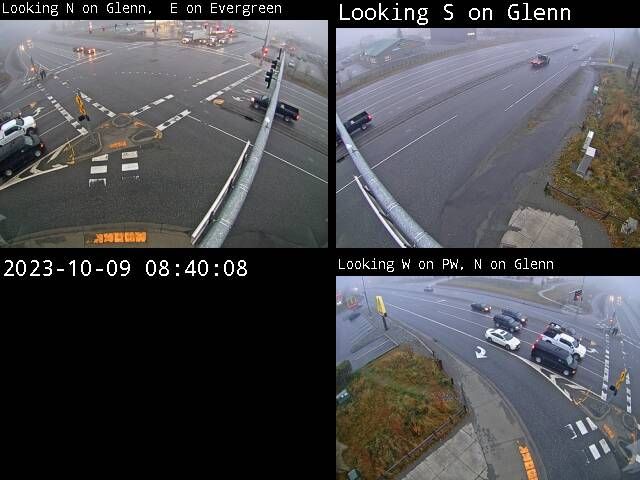 Looking N on Glenn,  E on Evergreen
Looking S on Glenn
2023-10-09 08:40:08
Looking W on PW, N on Glenn